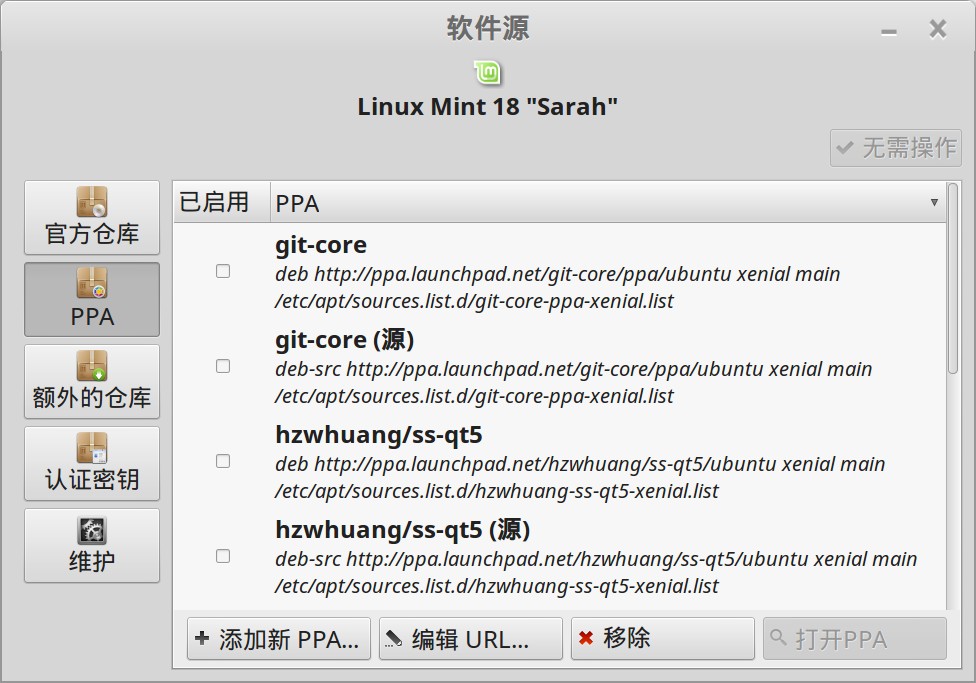 软件源
Linux Mint 18 "Sarah"
无需操作
官方仓库
PPA
额外的仓库
认证密钥
维护
已启用 PPA
git-core
deb http://ppa.launchpad.net/git-core/ppa/ubuntu xenial main
/etc/apt/sources.list.d/git-core-ppa-xenial.list
git-core (源)
deb-src http://ppa.launchpad.net/git-core/ppa/ubuntu xenial main
/etc/apt/sources.list.d/git-core-ppa-xenial.list
hzwhuang/ss-qt5
deb http://ppa.launchpad.net/hzwhuang/ss-qt5/ubuntu xenial main
/etc/apt/sources.list.d/hzwhuang-ss-qt5-xenial.list
hzwhuang/ss-qt5 (源)
deb-src http://ppa.launchpad.net/hzwhuang/ss-qt5/ubuntu xenial main
/etc/apt/sources.list.d/hzwhuang-ss-qt5-xenial.list
添加新 PPA... 编辑 URL... 移除 打开PPA